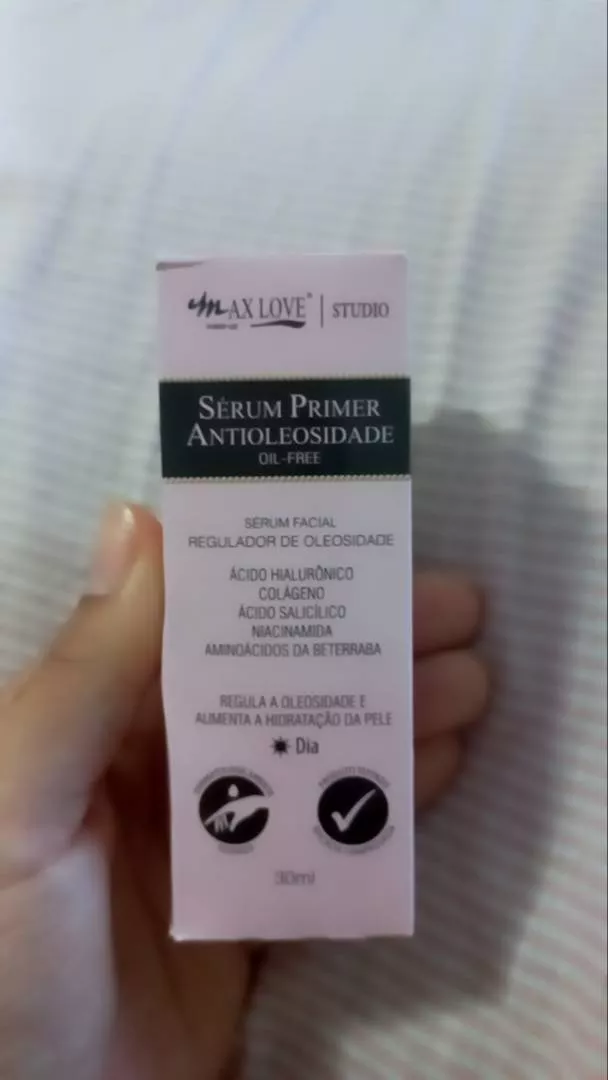 MAX LOVE® | STUDIO
SÉRUM PRIMER
ANTIOLEOSIDADE
OIL-FREE
SÉRUM FACIAL
REGULADOR DE OLEOSIDADE
ÁCIDO HIALURÔNICO
COLÁGENO
ÁCIDO SALICÍLICO
NIACINAMIDA
AMINOÁCIDOS DA BETERRABA
REGULA A OLEOSIDADE E
ALIMENTA A HIDRATAÇÃO DA PELE
Dia
30ml